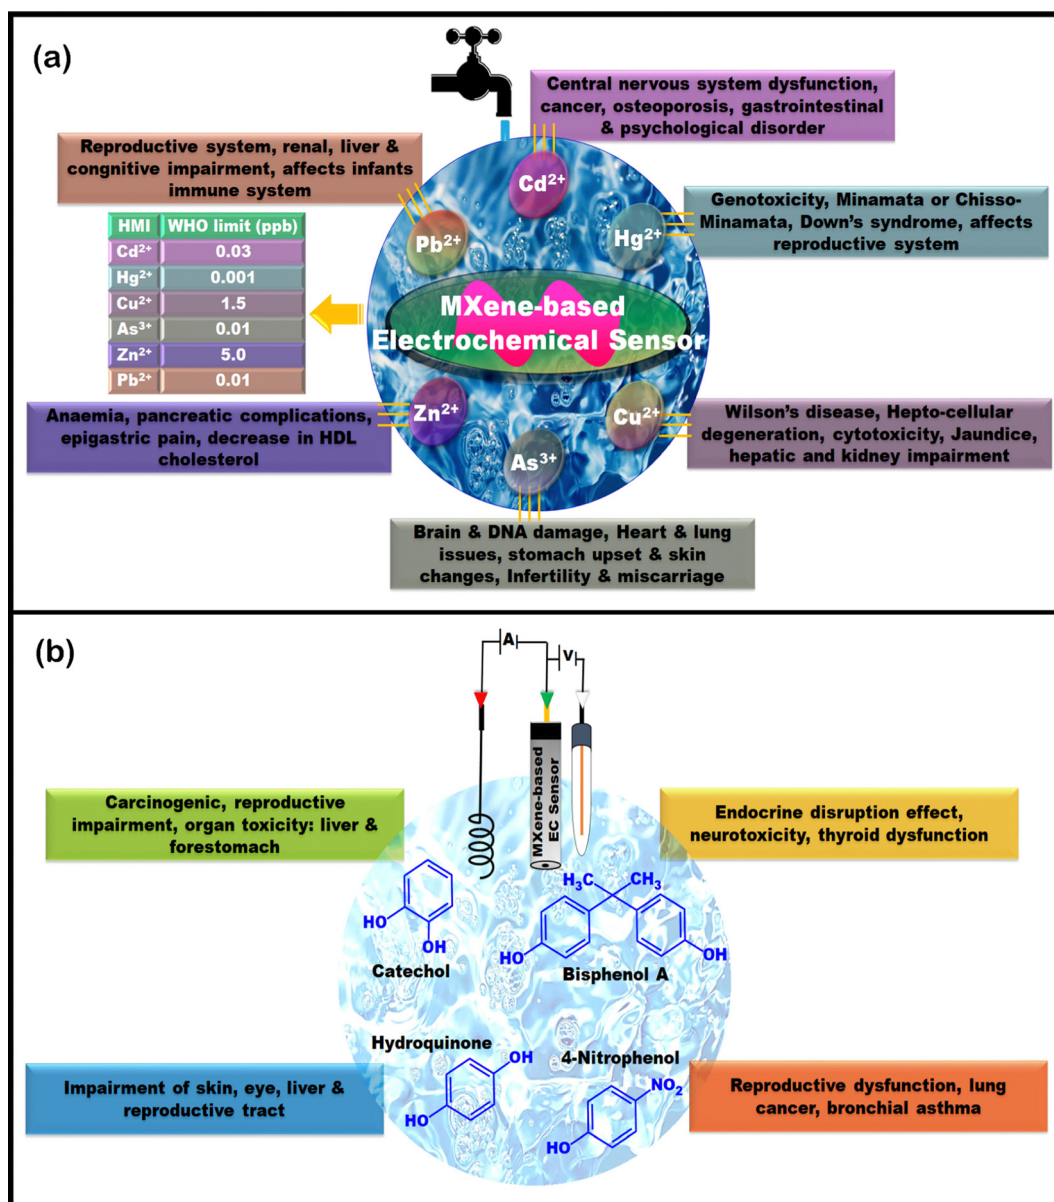 (a)
Central nervous system dysfunction,
cancer, osteoporosis, gastrointestinal
& psychological disorder
Reproductive system, renal, liver &
congnitive impairment, affects infants
immune system
Cd²⁺
Genotoxicity, Minamata or Chisso-
Minamata, Down's syndrome, affects
reproductive system
Pb²⁺
Hg²⁺
HMI WHO limit (ppb)
Cd²⁺ 0.03
Hg²⁺ 0.001
Cu²⁺ 1.5
As³⁺ 0.01
Zn²⁺ 5.0
Pb²⁺ 0.01
MXene-based
Electrochemical Sensor
Anaemia, pancreatic complications,
epigastric pain, decrease in HDL
cholesterol
Zn²⁺
Cu²⁺
Wilson's disease, Hepto-cellular
degeneration, cytotoxicity, Jaundice,
hepatic and kidney impairment
As³⁺
Brain & DNA damage, Heart & lung
issues, stomach upset & skin
changes, Infertility & miscarriage
(b)
A
V
MXene-based
EC Sensor
Carcinogenic, reproductive
impairment, organ toxicity: liver &
forestomach
Endocrine disruption effect,
neurotoxicity, thyroid dysfunction
HO
OH
Catechol
H₃C
CH₃
HO
OH
Bisphenol A
Hydroquinone
OH
HO
4-Nitrophenol
NO₂
HO
Impairment of skin, eye, liver &
reproductive tract
Reproductive dysfunction, lung
cancer, bronchial asthma